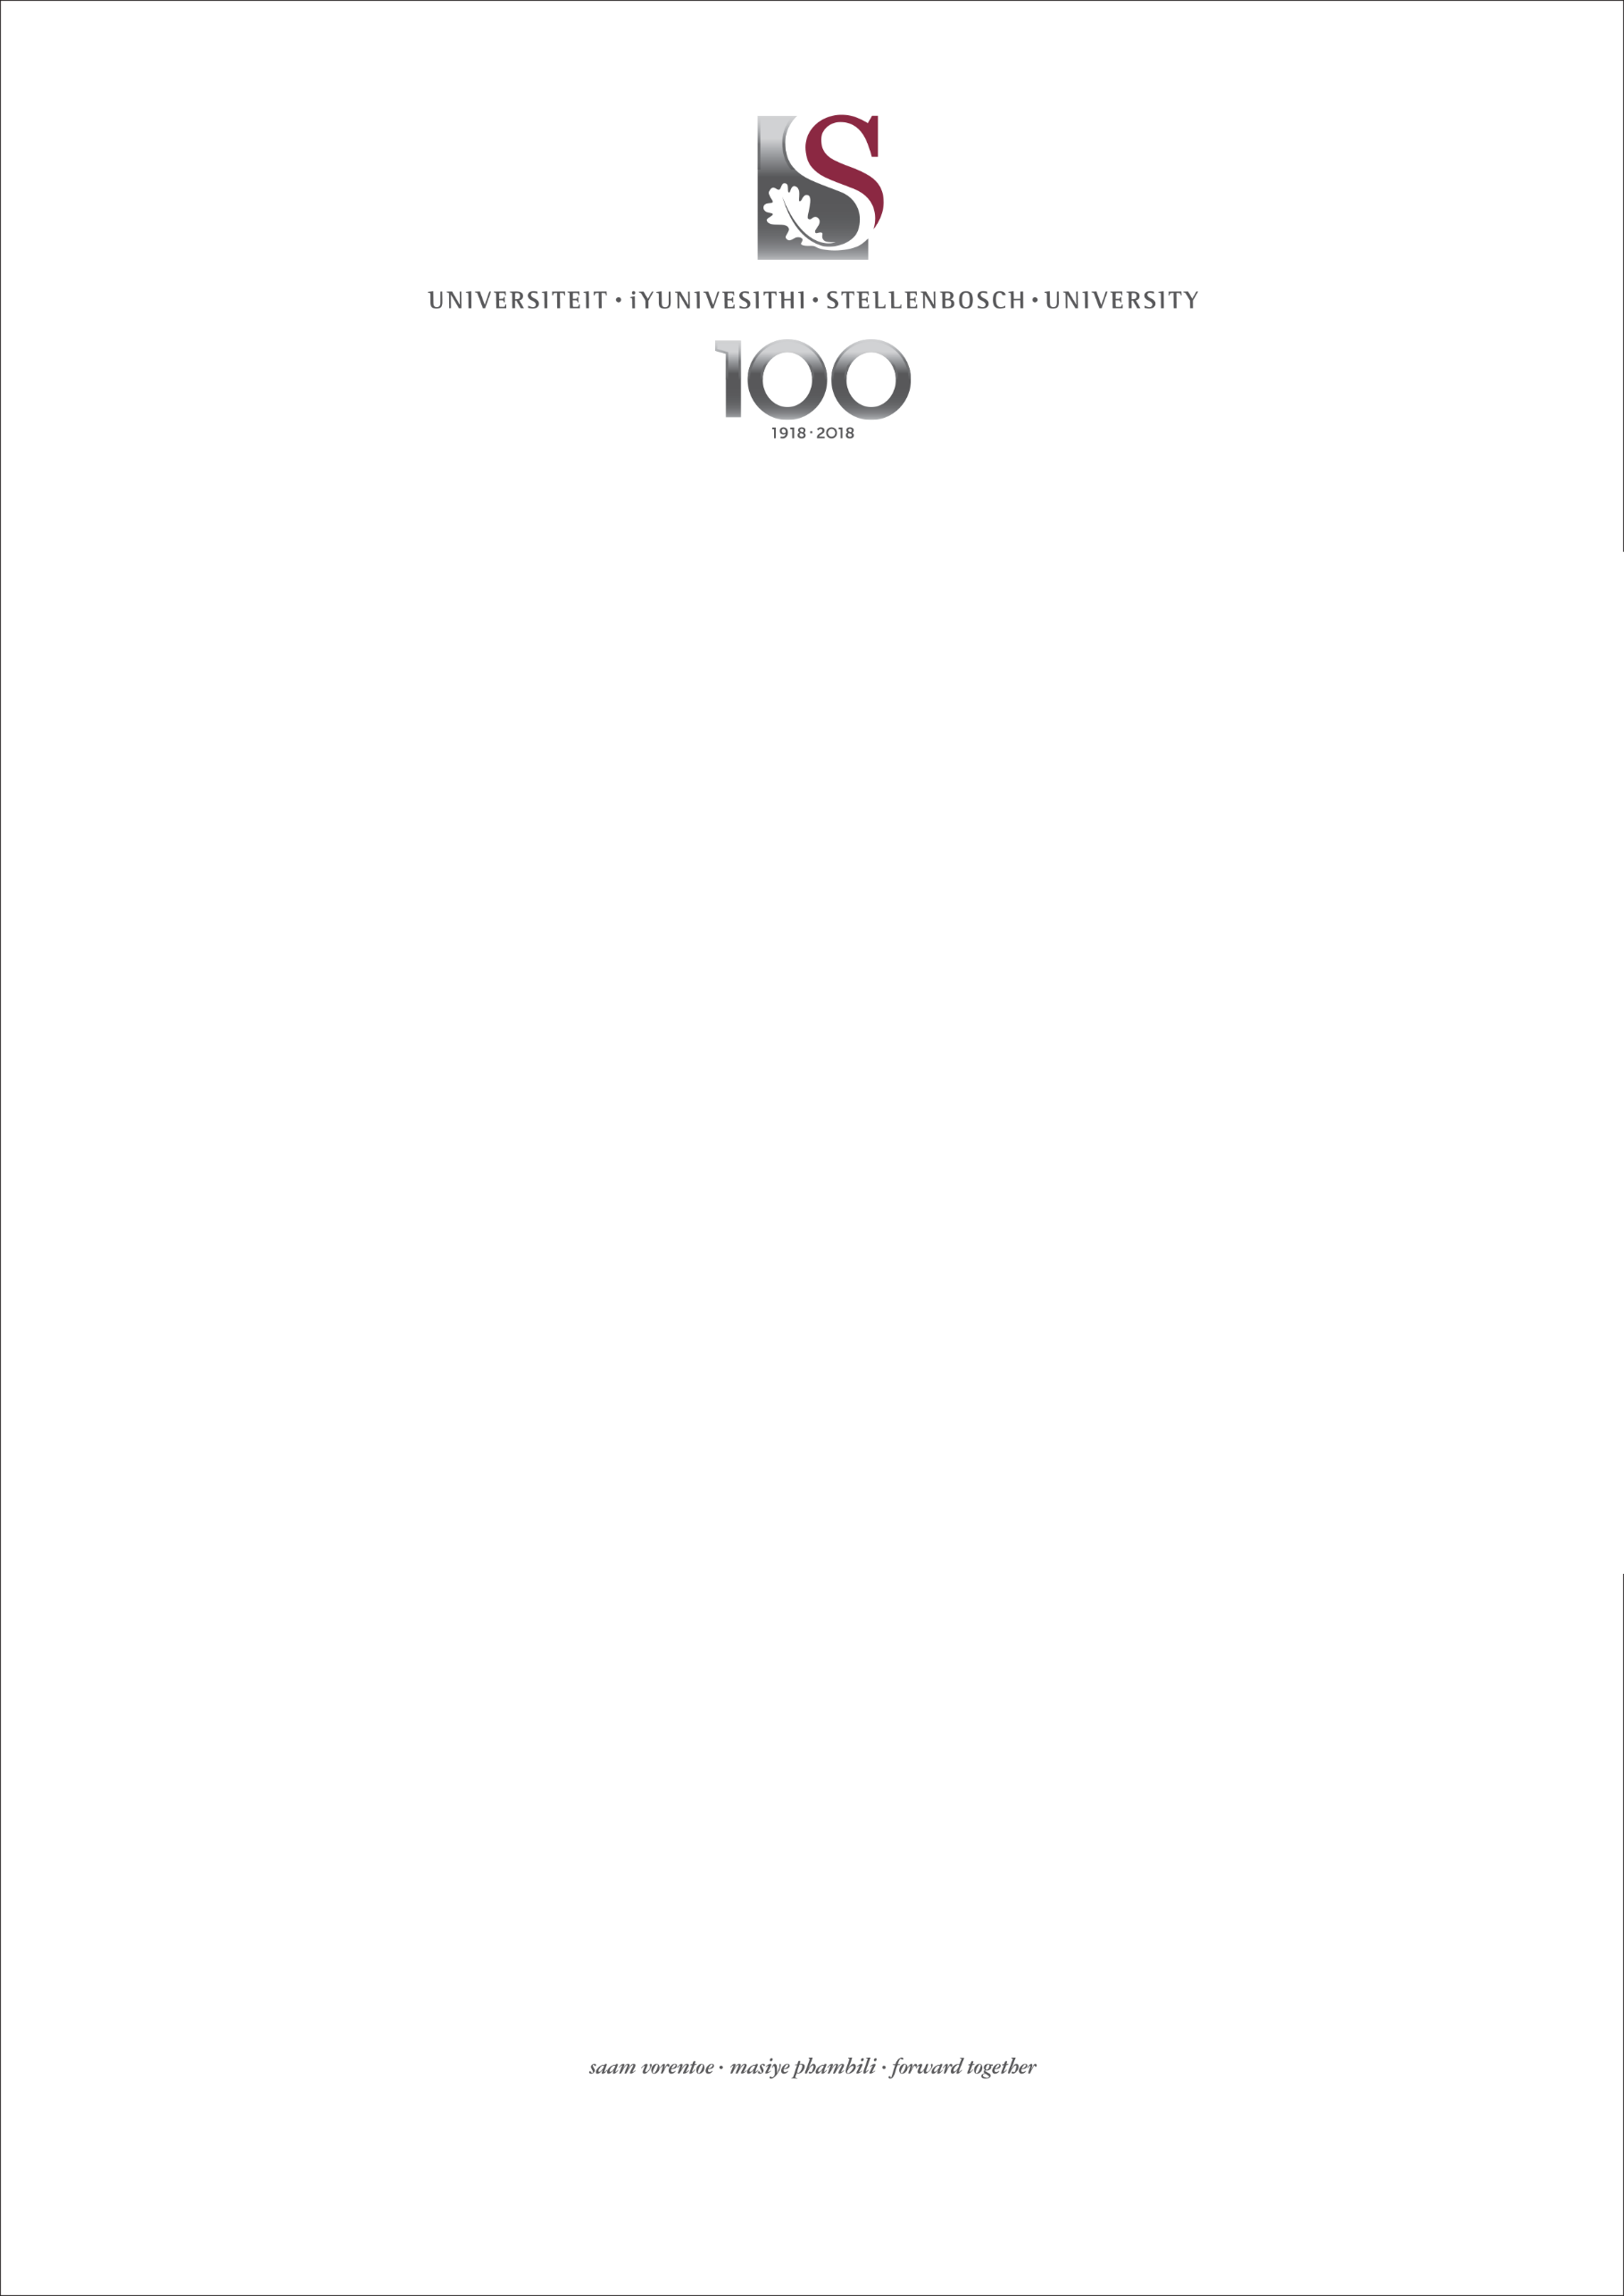 S
UNIVERSITEIT • iYUNIVESITHI • STELLENBOSCH • UNIVERSITY
100
1918 · 2018
saam vorentoe · masiye phambili · forward together